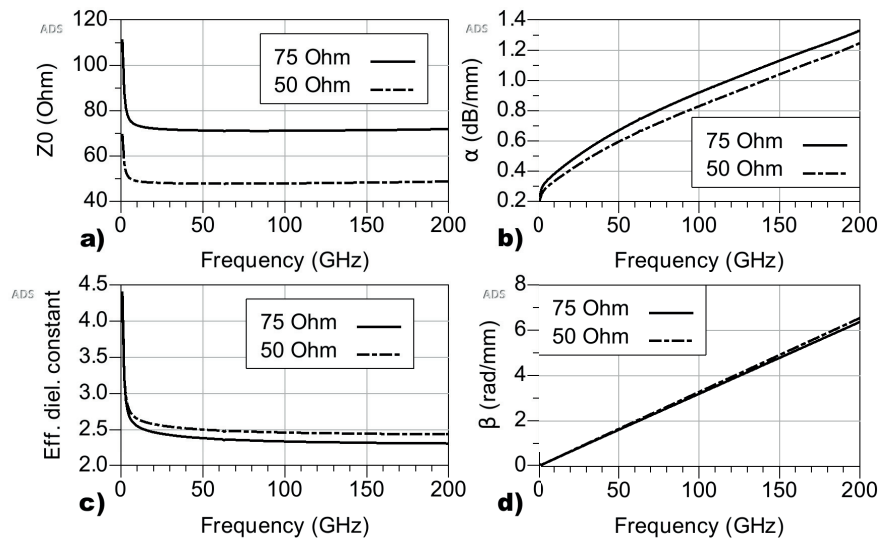 ADS
120
100
80
60
40
Z0 (Ohm)
75 Ohm
50 Ohm
0 50 100 150 200
a)
Frequency (GHz)
ADS
1.4
1.2
1.0
0.8
0.6
0.4
0.2
α (dB/mm)
75 Ohm
50 Ohm
0 50 100 150 200
b)
Frequency (GHz)
ADS
4.5
4.0
3.5
3.0
2.5
2.0
Eff. diel. constant
75 Ohm
50 Ohm
0 50 100 150 200
c)
Frequency (GHz)
ADS
8
6
4
2
0
β (rad/mm)
75 Ohm
50 Ohm
0 50 100 150 200
d)
Frequency (GHz)